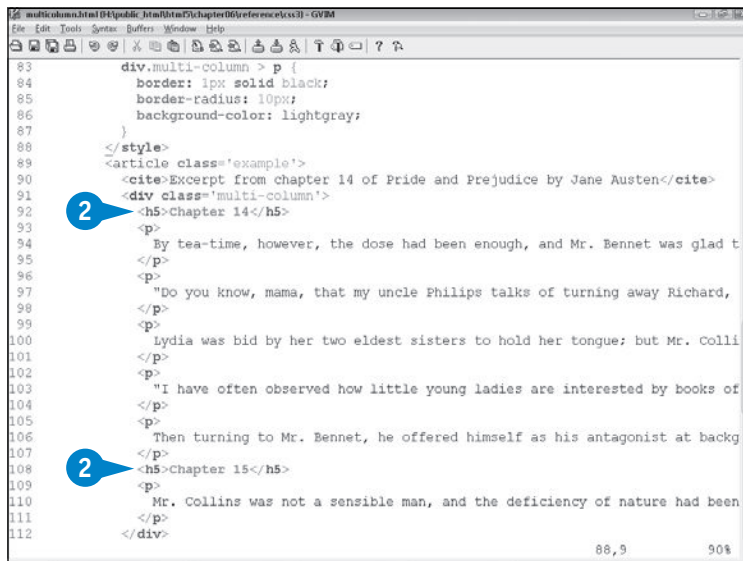 multicolumn.html (H:\public_html\html5\chapter06\reference\css3) - GVIM
File Edit Tools Syntax Buffers Window Help
83 div.multi-column > p {
84 border: 1px solid black;
85 border-radius: 10px;
86 background-color: lightgray;
87 }
88 </style>
89 <article class='example'>
90 <cite>Excerpt from chapter 14 of Pride and Prejudice by Jane Austen</cite>
91 <div class='multi-column'>
2 92 <h5>Chapter 14</h5>
93 <p>
94 By tea-time, however, the dose had been enough, and Mr. Bennet was glad t
95 </p>
96 <p>
97 "Do you know, mama, that my uncle Philips talks of turning away Richard,
98 </p>
99 <p>
100 Lydia was bid by her two eldest sisters to hold her tongue; but Mr. Colli
101 </p>
102 <p>
103 "I have often observed how little young ladies are interested by books of
104 </p>
105 <p>
106 Then turning to Mr. Bennet, he offered himself as his antagonist at backg
107 </p>
2 108 <h5>Chapter 15</h5>
109 <p>
110 Mr. Collins was not a sensible man, and the deficiency of nature had been
111 </p>
112 </div>
88,9 90%